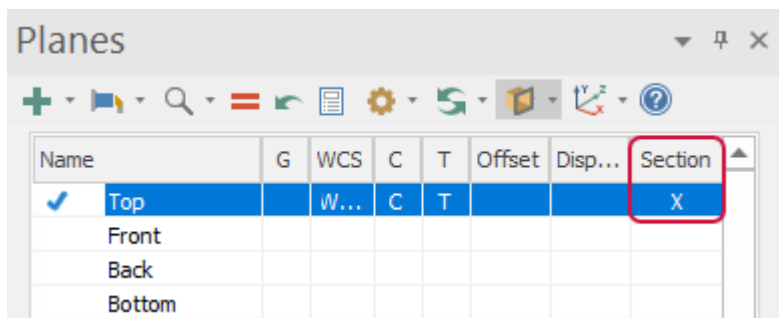 Planes
Name G WCS C T Offset Disp... Section
Top W... C T X
Front
Back
Bottom